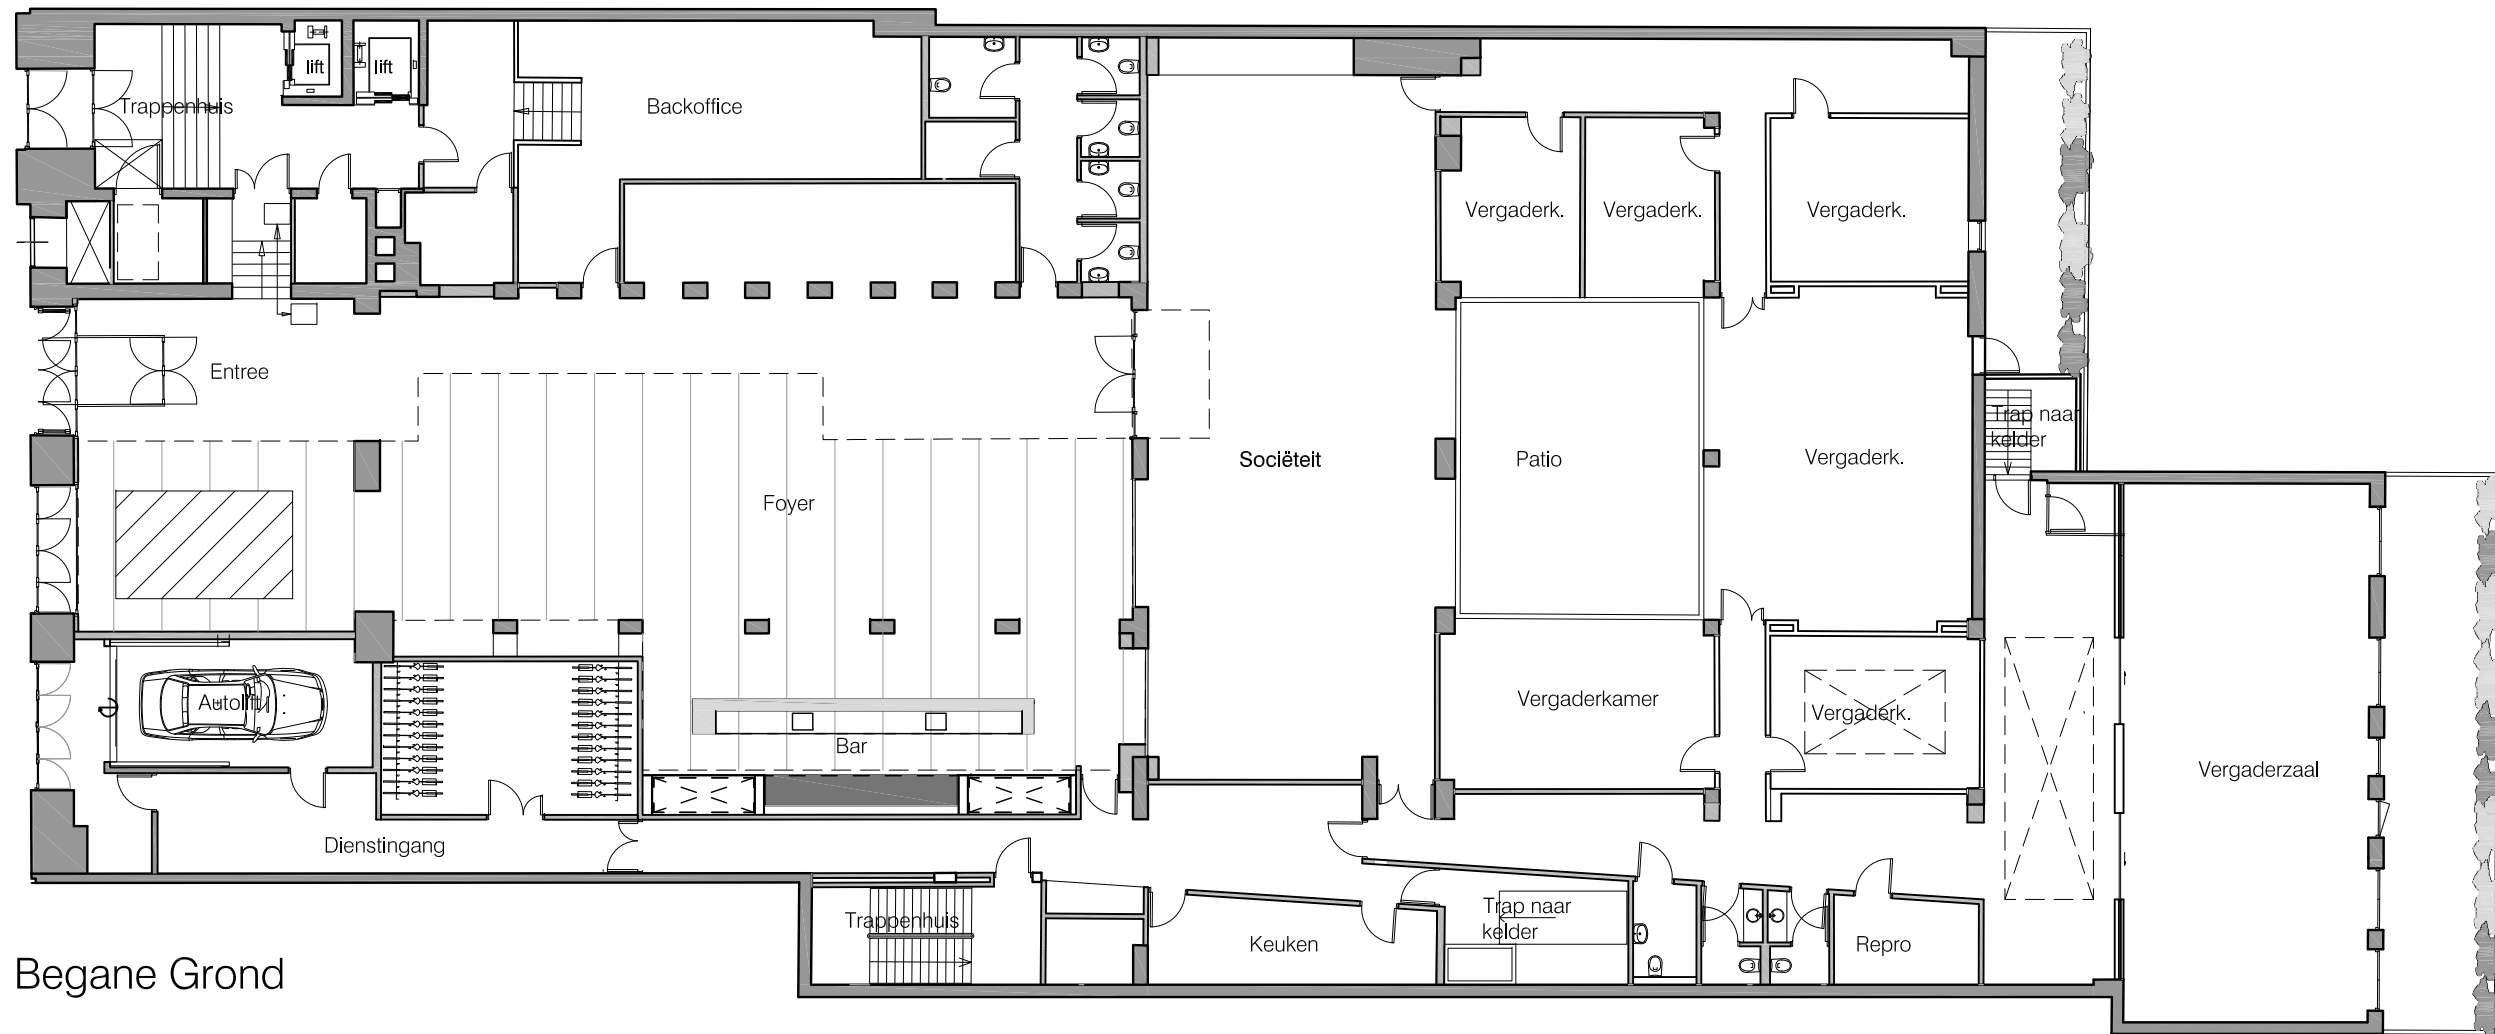 lift
lift
Trappenhuis
Backoffice
Vergaderk.
Vergaderk.
Vergaderk.
Entree
Trap naar
kelder
Sociëteit
Patio
Vergaderk.
Foyer
Autolift
Vergaderkamer
Vergaderk.
Bar
Vergaderzaal
Dienstingang
Trappenhuis
Trap naar
kelder
Keuken
Repro
Begane Grond